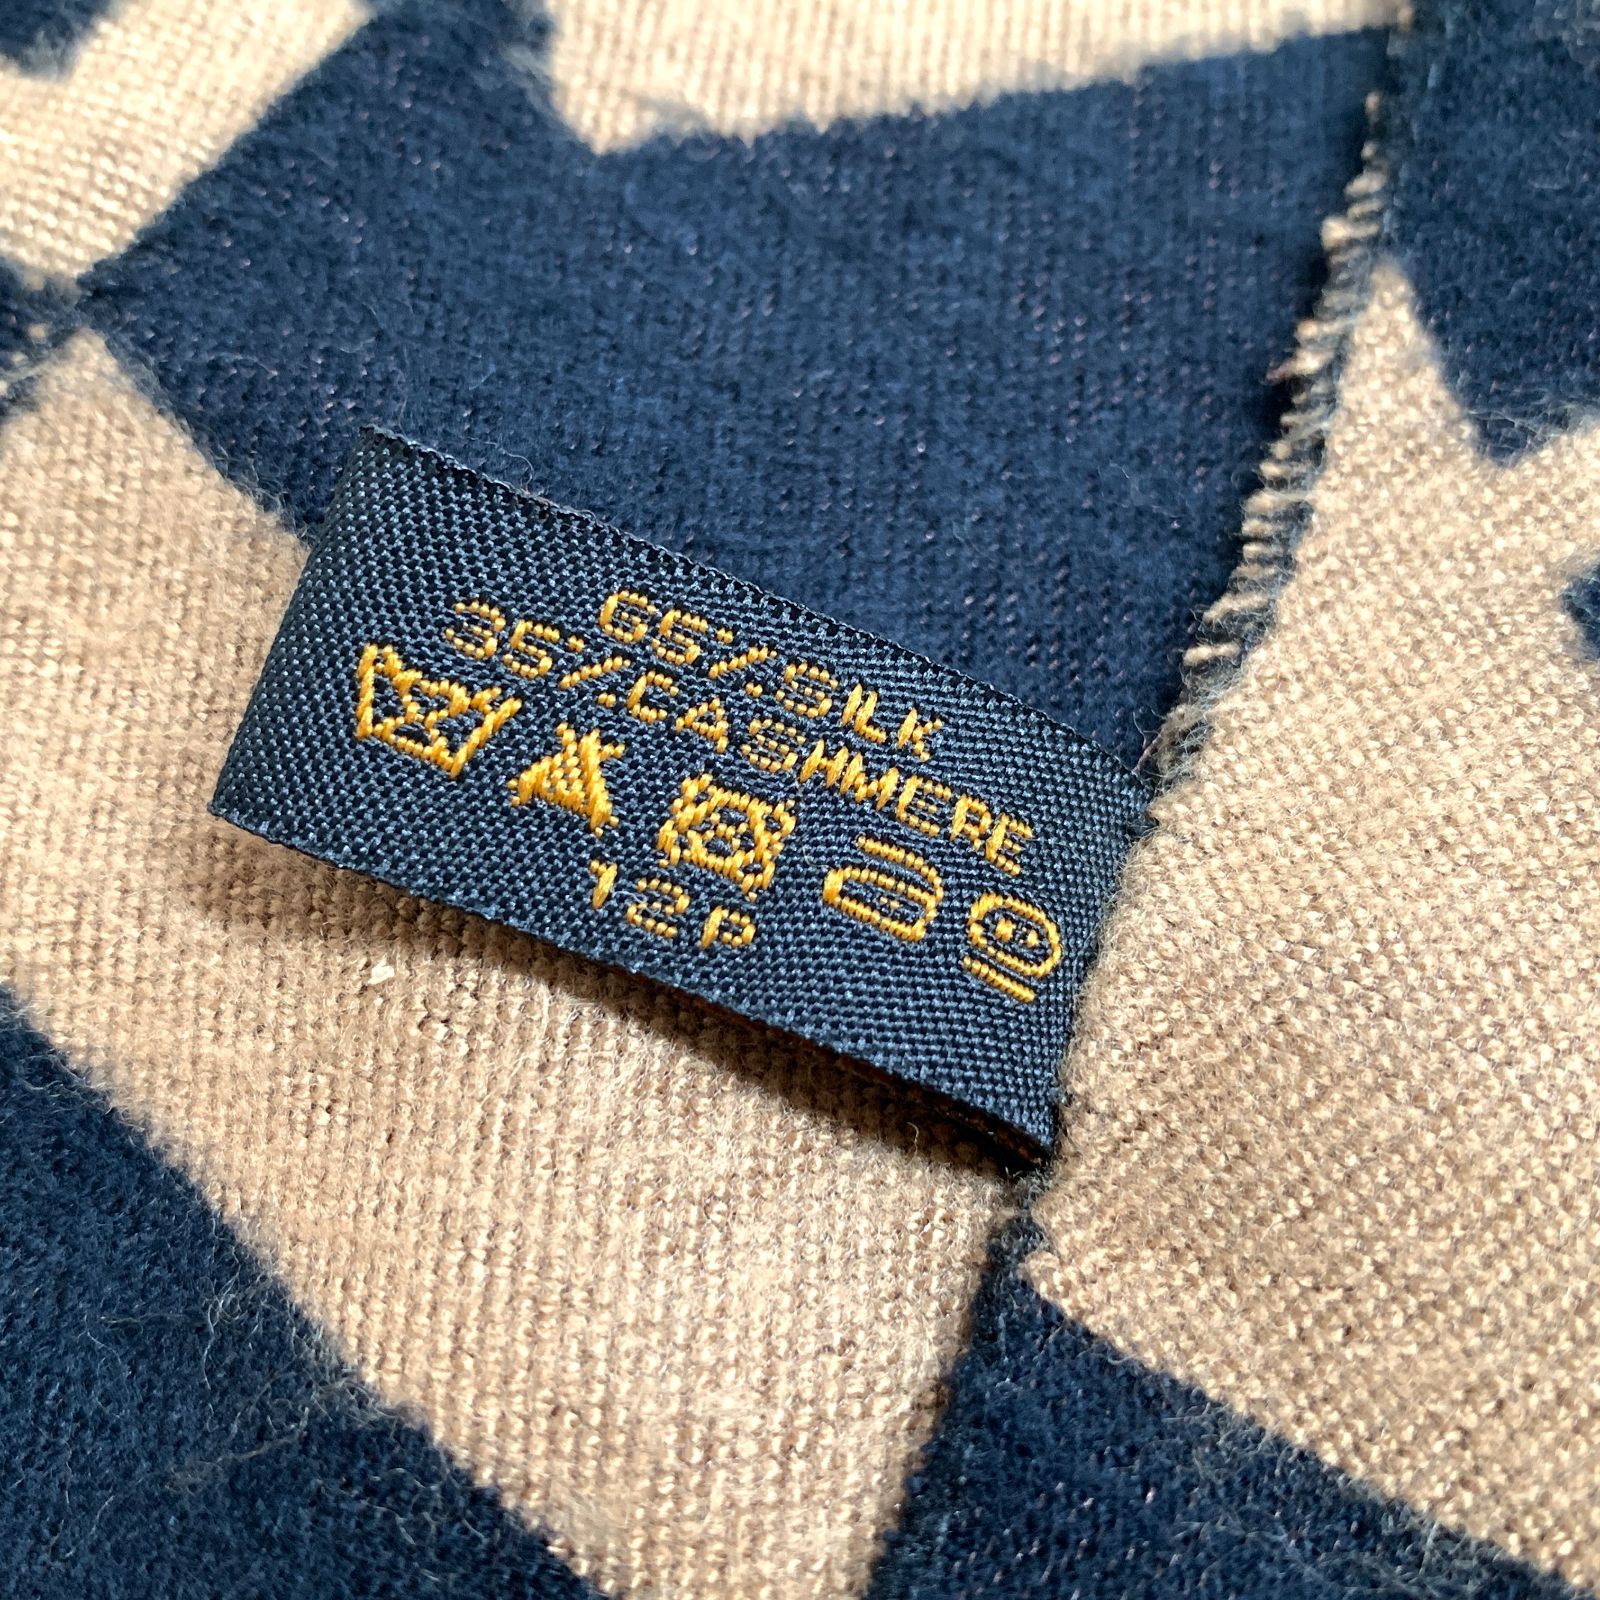 65% SILK
35% CASHMERE
12P